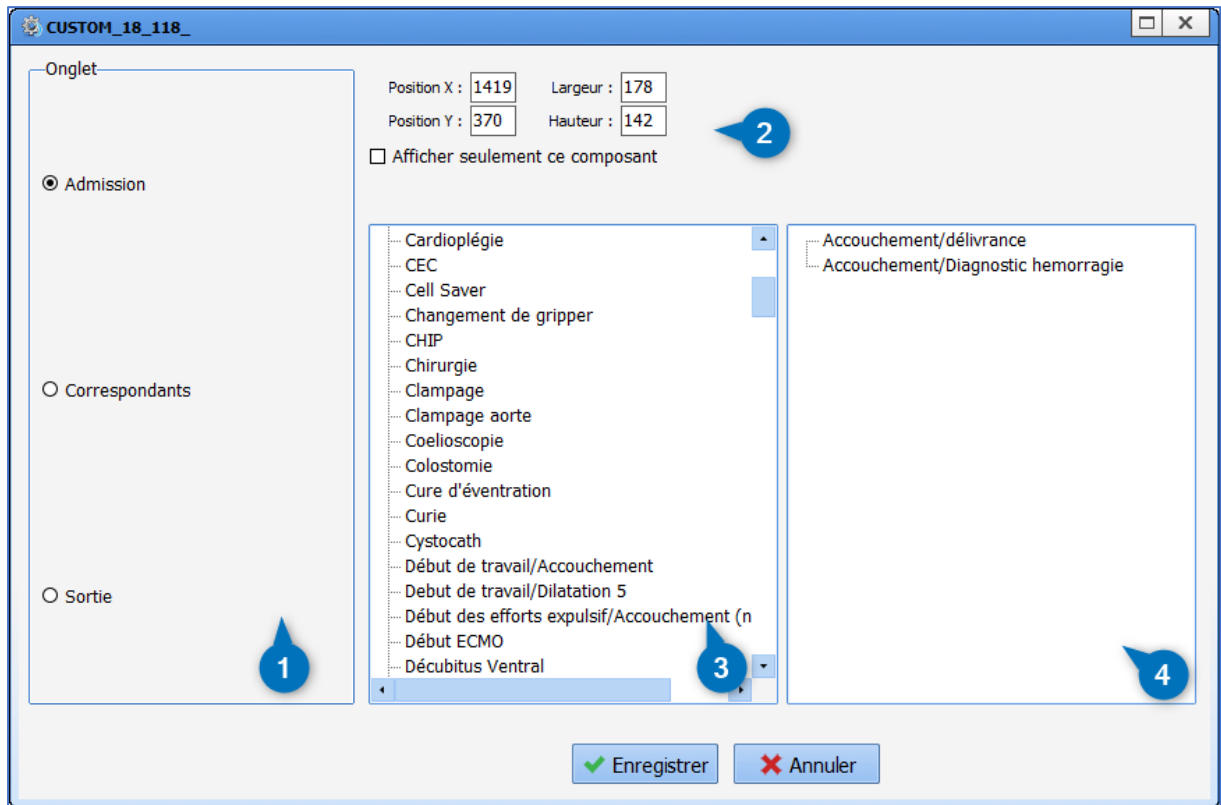 CUSTOM_18_118_
Onglet
Admission
Correspondants
Sortie
1
Position X : 1419 Largeur : 178
Position Y : 370 Hauteur : 142
Afficher seulement ce composant
2
Cardioplégie
CEC
Cell Saver
Changement de gripper
CHIP
Chirurgie
Clampage
Clampage aorte
Coelioscopie
Colostomie
Cure d'éventration
Curie
Cystocath
Début de travail/Accouchement
Debut de travail/Dilatation 5
Début des efforts expulsif/Accouchement (n
Début ECMO
Décubitus Ventral
3
Accouchement/délivrance
Accouchement/Diagnostic hemorragie
4
Enregistrer
Annuler